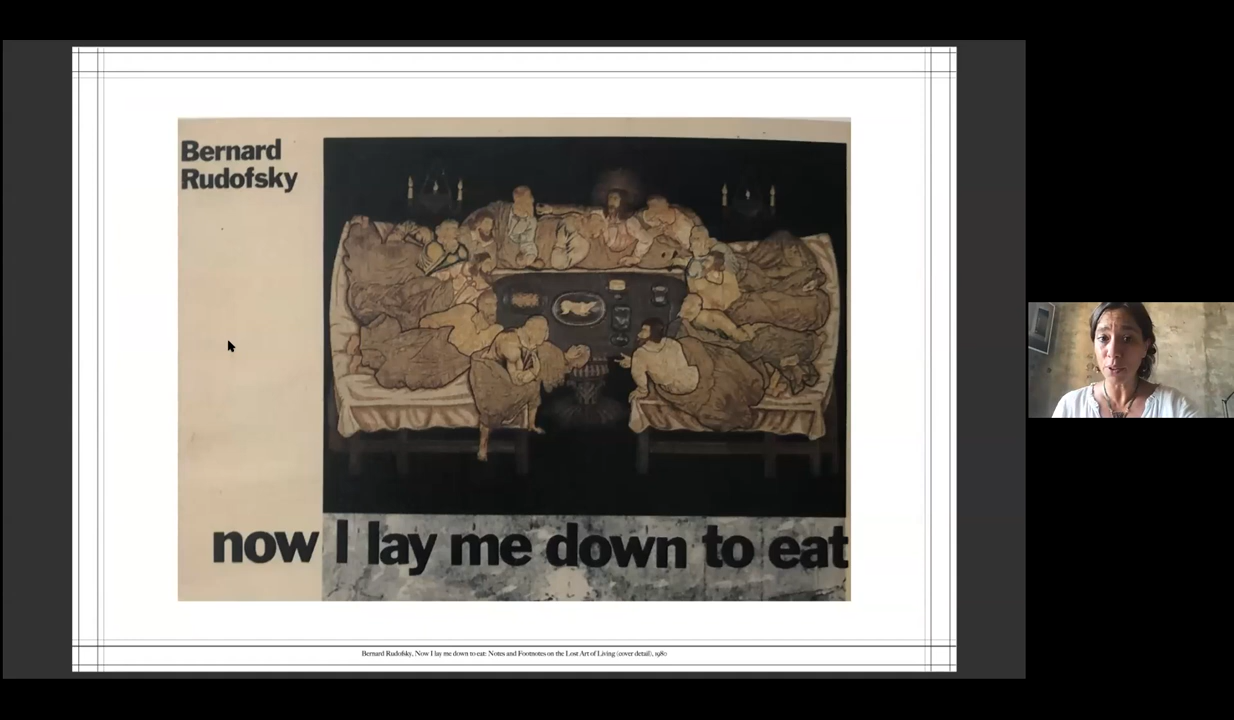 Bernard
Rudofsky
now I lay me down to eat
Bernard Rudofsky, Now I lay me down to eat: Notes and Footnotes on the Lost Art of Living (cover detail), 1980